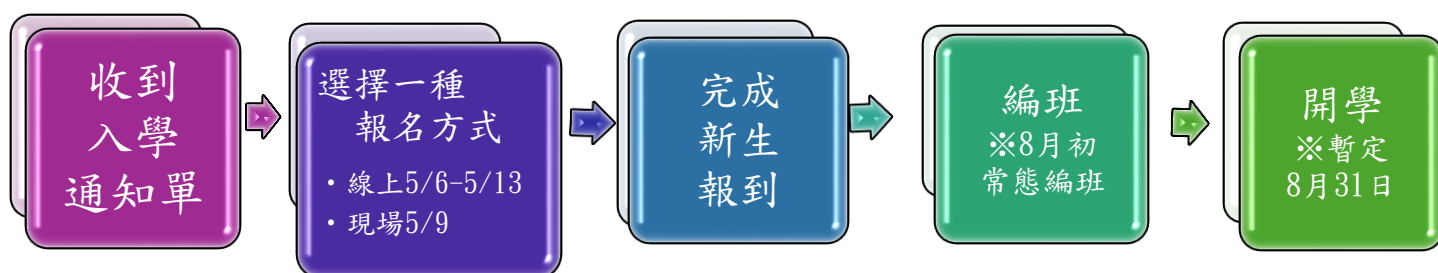 收到
入學
通知單
選擇一種
報名方式
・線上5/6-5/13
・現場5/9
完成
新生
報到
編班
※8月初
常態編班
開學
※暫定
8月31日